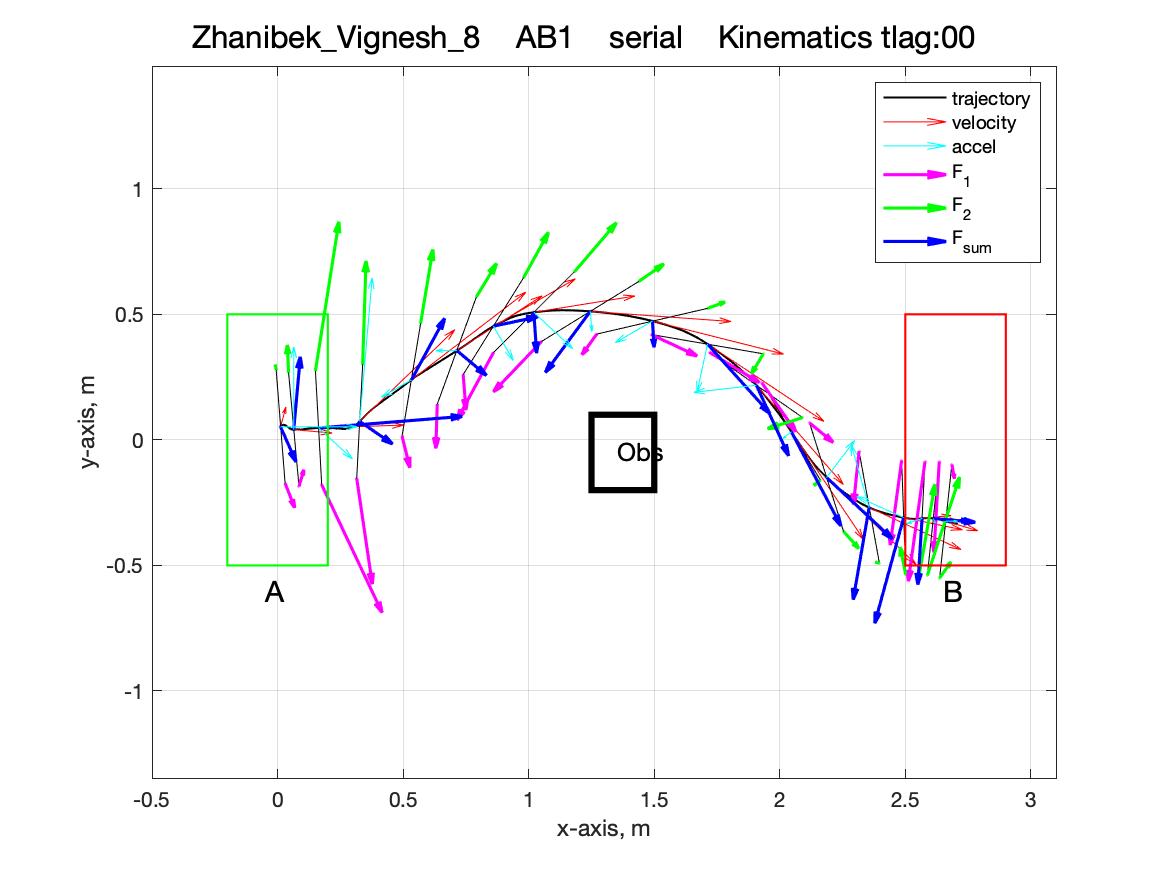 Zhanibek_Vignesh_8 AB1 serial Kinematics tlag:00
trajectory
velocity
accel
F1
F2
Fsum
1
0.5
0
-0.5
-1
y-axis, m
Obs
A
B
-0.5 0 0.5 1 1.5 2 2.5 3
x-axis, m